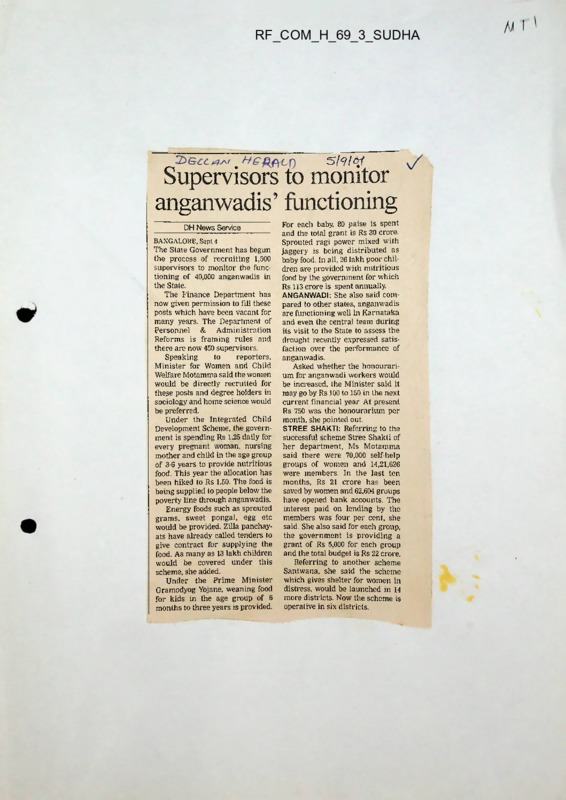 RF_COM_H_69_3_SUDHA
MTI
DECCAN HERALD 5/9/01
Supervisors to monitor
anganwadis' functioning
DH News Service
BANGALORE, Sept 4
The State Government has begun
the process of recruiting 1,500
supervisors to monitor the func-
tioning of 40,000 anganwadis in
the State.
The Finance Department has
now given permission to fill these
posts which have been vacant for
many years. The Department of
Personnel & Administration
Reforms is framing rules and
there are now 450 supervisors.
Speaking to reporters,
Minister for Women and Child
Welfare Motamma said the women
would be directly recruited for
these posts and degree holders in
sociology and home science would
be preferred.
Under the Integrated Child
Development Scheme, the govern-
ment is spending Rs 1.25 daily for
every pregnant woman, nursing
mother and child in the age group
of 3-6 years to provide nutritious
food. This year the allocation has
been hiked to Rs 1.50. The food is
being supplied to people below the
poverty line through anganwadis.
Energy foods such as sprouted
grams, sweet pongal, egg etc
would be provided. Zilla panchay-
ats have already called tenders to
give contract for supplying the
food. As many as 13 lakh children
would be covered under this
scheme, she added.
Under the Prime Minister
Gramodyog Yojane, weaning food
for kids in the age group of 6
months to three years is provided.
For each baby, 80 paise is spent
and the total grant is Rs 30 crore.
Sprouted ragi power mixed with
jaggery is being distributed as
baby food. In all, 26 lakh poor chil-
dren are provided with nutritious
food by the government for which
Rs 113 crore is spent annually.
ANGANWADI: She also said com-
pared to other states, anganwadis
are functioning well in Karnataka
and even the central team during
its visit to the State to assess the
drought recently expressed satis-
faction over the performance of
anganwadis.
Asked whether the honourari-
um for anganwadi workers would
be increased, the Minister said it
may go by Rs 100 to 150 in the next
current financial year. At present
Rs 750 was the honourarium per
month, she pointed out.
STREE SHAKTI: Referring to the
successful scheme Stree Shakti of
her department, Ms Motamma
said there were 70,000 self-help
groups of women and 14,21,626
were members. In the last ten
months, Rs 21 crore has been
saved by women and 62,604 groups
have opened bank accounts. The
interest paid on lending by the
members was four per cent, she
said. She also said for each group,
the government is providing a
grant of Rs 5,000 for each group
and the total budget is Rs 22 crore.
Referring to another scheme
Santwana, she said the scheme
which gives shelter for women in
distress, would be launched in 14
more districts. Now the scheme is
operative in six districts.